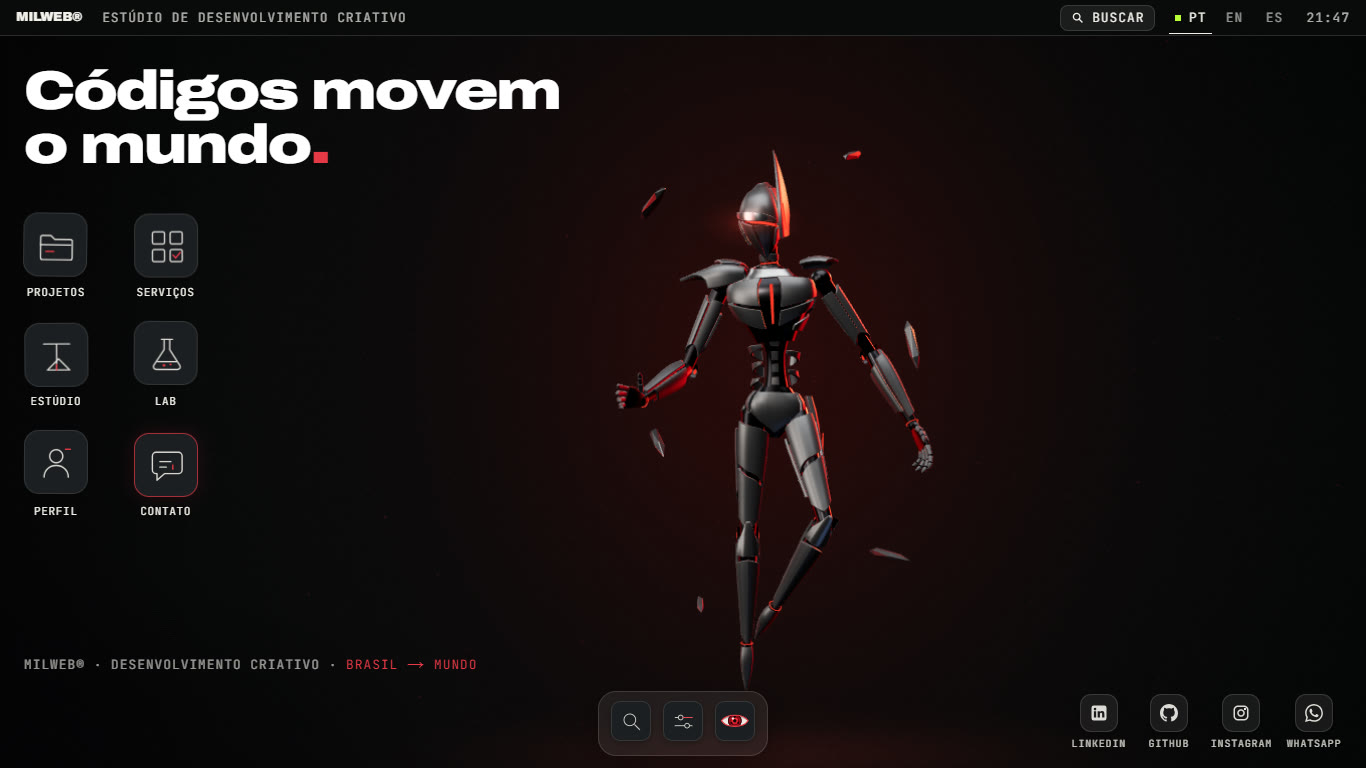 MILWEB® ESTÚDIO DE DESENVOLVIMENTO CRIATIVO
BUSCAR PT EN ES 21:47
Códigos movem
o mundo.
PROJETOS SERVIÇOS
ESTÚDIO LAB
PERFIL CONTATO
MILWEB® · DESENVOLVIMENTO CRIATIVO · BRASIL → MUNDO
LINKEDIN GITHUB INSTAGRAM WHATSAPP